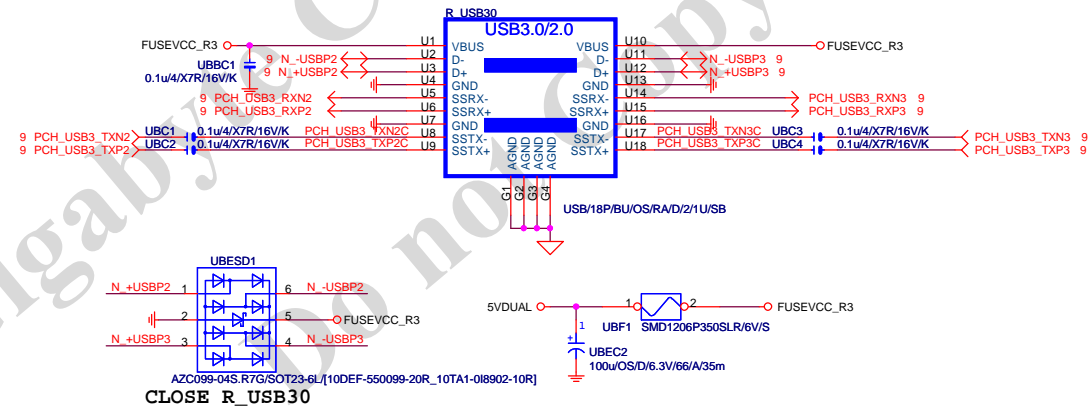 R_USB30
USB3.0/2.0
FUSEVCC_R3 U1 VBUS VBUS U10 FUSEVCC_R3
9 N_-USBP2 U2 D- D- U11 N_-USBP3 9
9 N_+USBP2 U3 D+ D+ U12 N_+USBP3 9
UBBC1
0.1u/4/X7R/16V/K
U4 GND GND U13
9 PCH_USB3_RXN2 U5 SSRX- SSRX- U14 PCH_USB3_RXN3 9
9 PCH_USB3_RXP2 U6 SSRX+ SSRX+ U15 PCH_USB3_RXP3 9
U7 GND GND U16
9 PCH_USB3_TXN2 UBC1 0.1u/4/X7R/16V/K PCH_USB3_TXN2C U8 SSTX- SSTX- U17 PCH_USB3_TXN3C UBC3 0.1u/4/X7R/16V/K PCH_USB3_TXN3 9
9 PCH_USB3_TXP2 UBC2 0.1u/4/X7R/16V/K PCH_USB3_TXP2C U9 SSTX+ SSTX+ U18 PCH_USB3_TXP3C UBC4 0.1u/4/X7R/16V/K PCH_USB3_TXP3 9
AGND AGND AGND AGND
G1 G2 G3 G4
USB/18P/BU/OS/RA/D/2/1U/SB
UBESD1
N_+USBP2 1 6 N_-USBP2
2 5 FUSEVCC_R3
N_+USBP3 3 4 N_-USBP3
AZC099-04S.R7G/SOT23-6L/[10DEF-550099-20R_10TA1-0I8902-10R]
CLOSE R_USB30
5VDUAL 1 2 FUSEVCC_R3
UBF1 SMD1206P350SLR/6V/S
1
+
UBEC2
100u/OS/D/6.3V/66/A/35m
Do not Copy